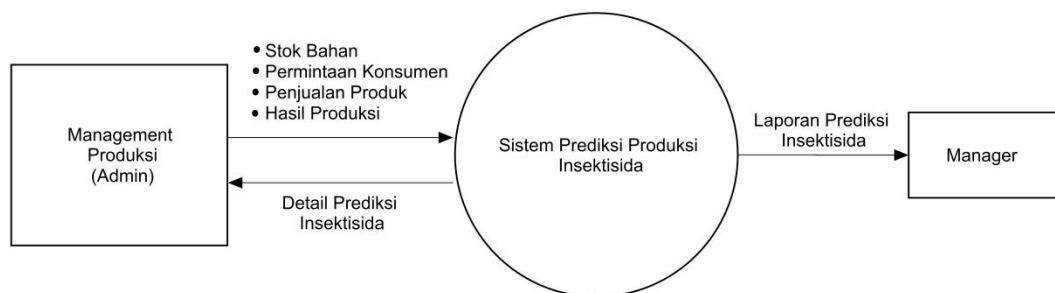 Management
Produksi
(Admin)
• Stok Bahan
• Permintaan Konsumen
• Penjualan Produk
• Hasil Produksi
Detail Prediksi
Insektisida
Sistem Prediksi Produksi
Insektisida
Laporan Prediksi
Insektisida
Manager